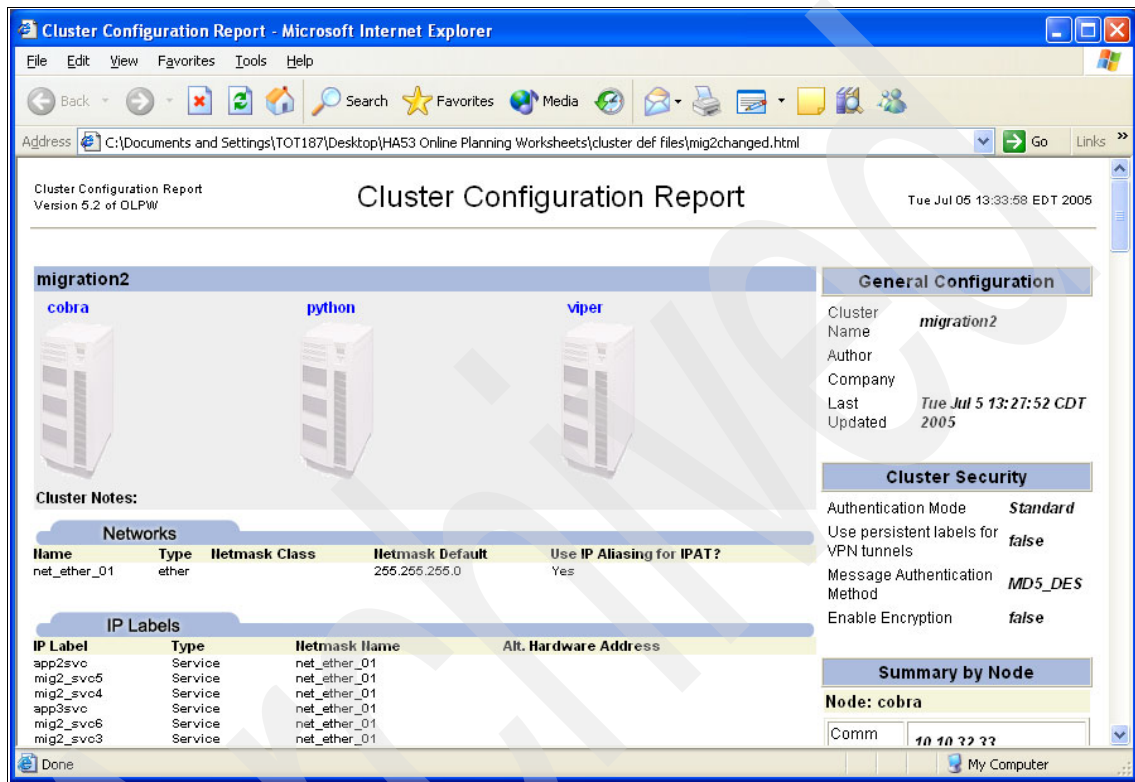 Cluster Configuration Report - Microsoft Internet Explorer
File Edit View Favorites Tools Help
Back Search Favorites Media
Address C:\Documents and Settings\TOT187\Desktop\HA53 Online Planning Worksheets\cluster def files\mig2changed.html Go Links »
Cluster Configuration Report
Version 5.2 of OLPW
Cluster Configuration Report
Tue Jul 05 13:33:58 EDT 2005
migration2
cobra python viper
Cluster Notes:
Networks
Name Type Netmask Class Netmask Default Use IP Aliasing for IPAT?
net_ether_01 ether 255.255.255.0 Yes
IP Labels
IP Label Type Netmask Name Alt. Hardware Address
app2svc Service net_ether_01
mig2_svc5 Service net_ether_01
mig2_svc4 Service net_ether_01
app3svc Service net_ether_01
mig2_svc6 Service net_ether_01
mig2_svc3 Service net_ether_01
General Configuration
Cluster
Name migration2
Author
Company
Last Tue Jul 5 13:27:52 CDT
Updated 2005
Cluster Security
Authentication Mode Standard
Use persistent labels for
VPN tunnels false
Message Authentication
Method MD5_DES
Enable Encryption false
Summary by Node
Node: cobra
Comm 10.10.32.33
Done My Computer